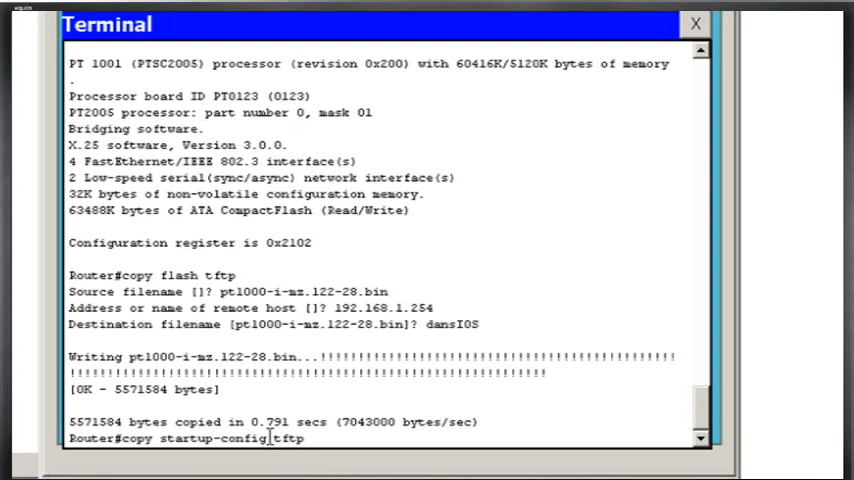 equos
Terminal
X
PT 1001 (PTSC2005) processor (revision 0x200) with 60416K/5120K bytes of memory
.
Processor board ID PT0123 (0123)
PT2005 processor: part number 0, mask 01
Bridging software.
X.25 software, Version 3.0.0.
4 FastEthernet/IEEE 802.3 interface(s)
2 Low-speed serial(sync/async) network interface(s)
32K bytes of non-volatile configuration memory.
63488K bytes of ATA CompactFlash (Read/Write)
Configuration register is 0x2102
Router#copy flash tftp
Source filename []? pt1000-i-mz.122-28.bin
Address or name of remote host []? 192.168.1.254
Destination filename [pt1000-i-mz.122-28.bin]? dansIOS
Writing pt1000-i-mz.122-28.bin...!!!!!!!!!!!!!!!!!!!!!!!!!!!!!!!!!!!!!!!!!!!!!!!
!!!!!!!!!!!!!!!!!!!!!!!!!!!!!!!!!!!!!!!!!!!!!!!!!!!!!!!!!!!!!!!
[OK - 5571584 bytes]
5571584 bytes copied in 0.791 secs (7043000 bytes/sec)
Router#copy startup-config tftp